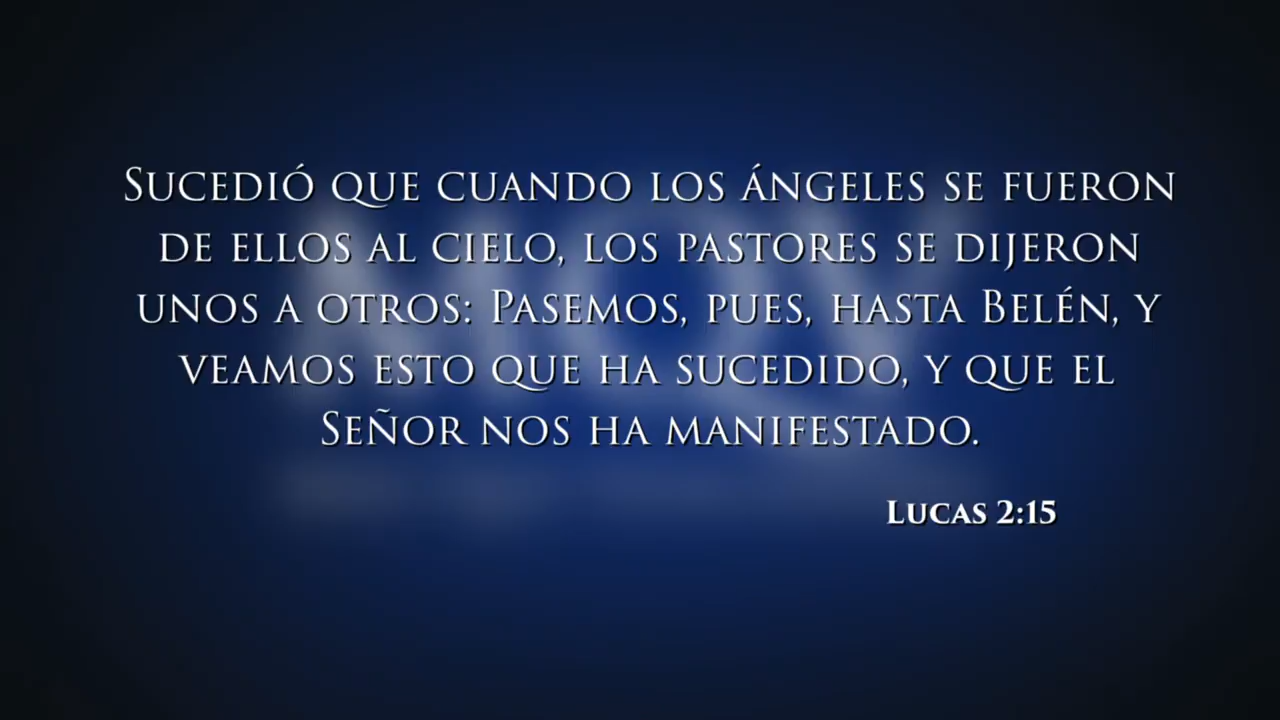 Sucedió que cuando los ángeles se fueron
de ellos al cielo, los pastores se dijeron
unos a otros: Pasemos, pues, hasta Belén, y
veamos esto que ha sucedido, y que el
Señor nos ha manifestado.
Lucas 2:15